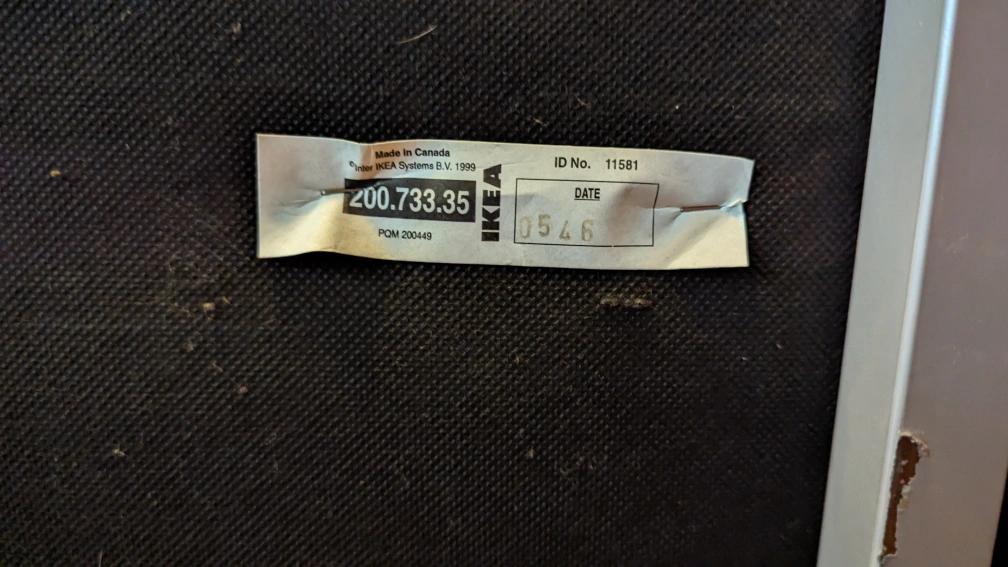 Made in Canada
©Inter IKEA Systems B.V. 1999
200.733.35
PQM 200449
IKEA
ID No. 11581
DATE
0546